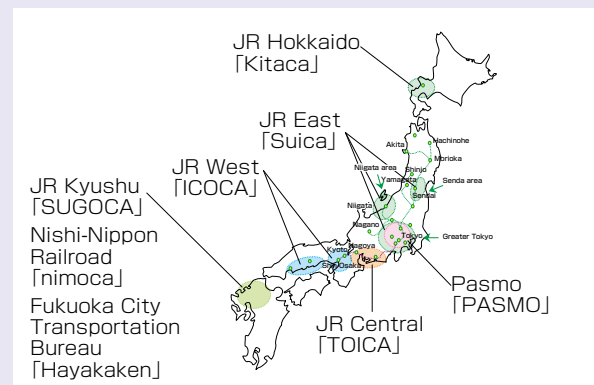 JR Hokkaido
「Kitaca」
JR East
「Suica」
JR West
「ICOCA」
JR Kyushu
「SUGOCA」
Nishi-Nippon
Railroad
「nimoca」
Fukuoka City
Transportation
Bureau
「Hayakaken」
JR Central
「TOICA」
Pasmo
「PASMO」
Akita
Hachinohe
Morioka
Niigata area
Shinjo
Yamagata
Senda area
Sendai
Niigata
Nagano
Tokyo
Greater Tokyo
Nagoya
Kyoto
Osaka